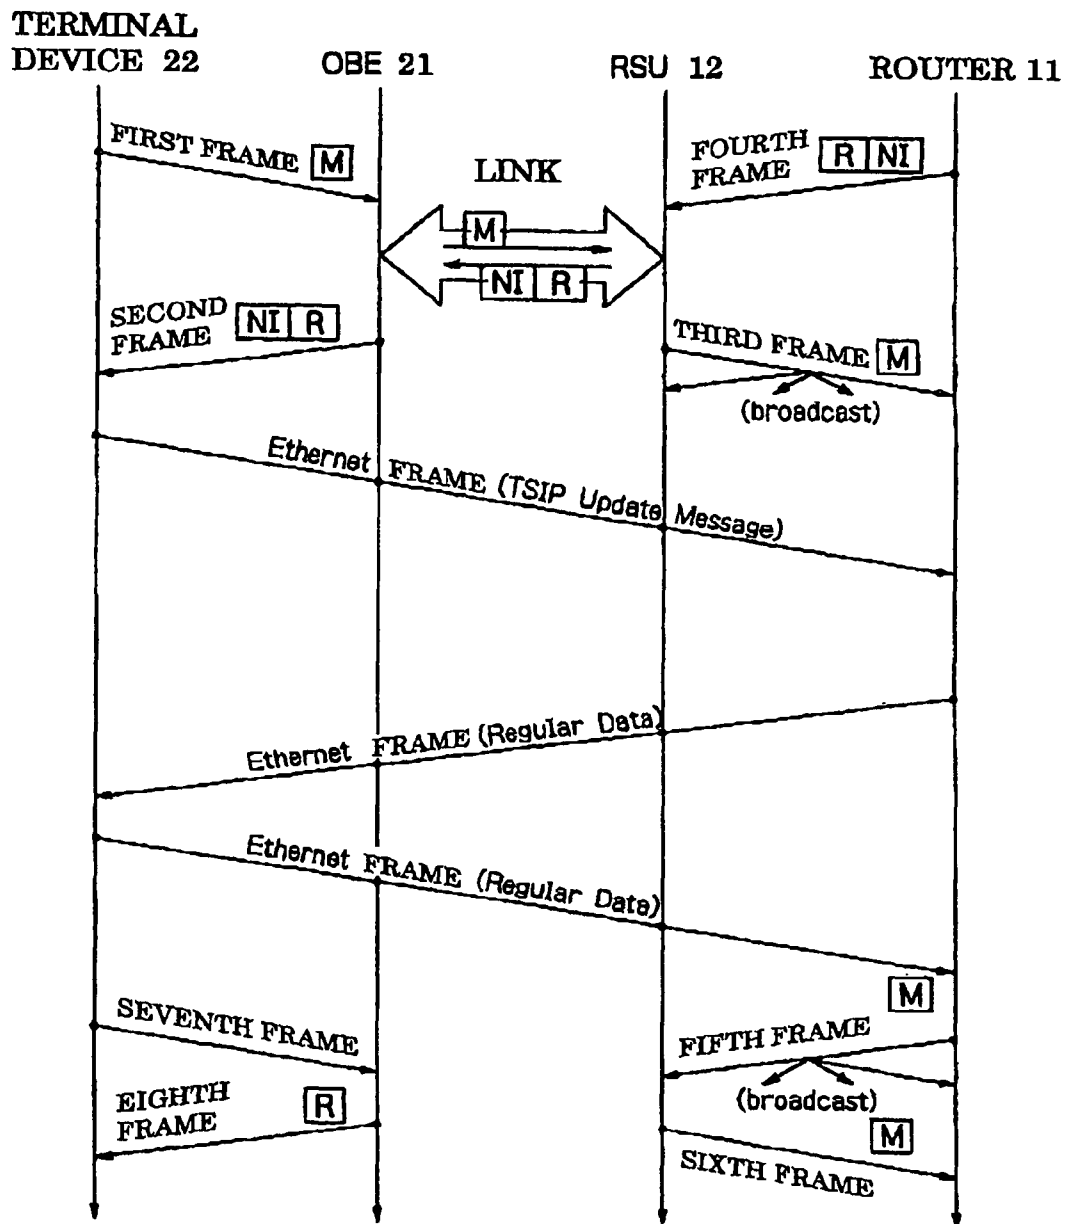 TERMINAL
DEVICE 22
OBE 21
RSU 12
ROUTER 11
FIRST FRAME M
LINK
FOURTH
FRAME
R NI
M
NI R
SECOND
FRAME
NI R
THIRD FRAME M
(broadcast)
Ethernet FRAME (TSIP Update Message)
Ethernet FRAME (Regular Data)
Ethernet FRAME (Regular Data)
M
SEVENTH FRAME
FIFTH FRAME
(broadcast)
EIGHTH
FRAME
R
M
SIXTH FRAME